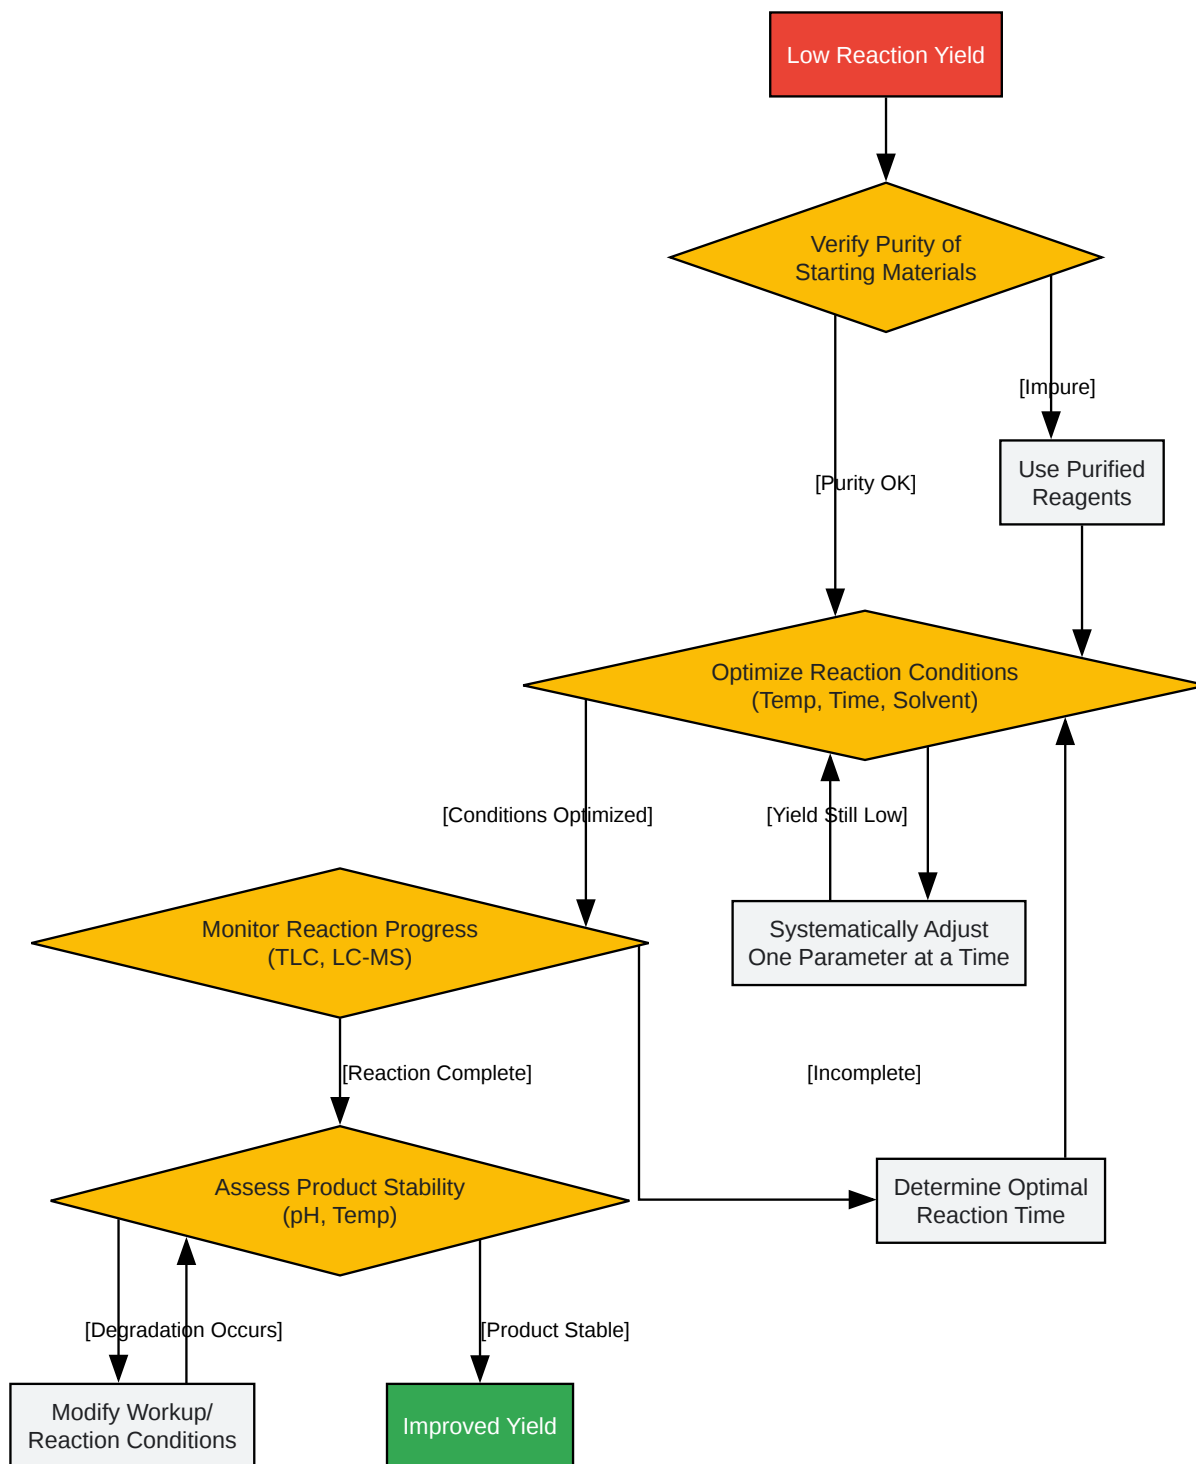 Low Reaction Yield
Verify Purity of
Starting Materials
[Impure]
Use Purified
Reagents
[Purity OK]
Optimize Reaction Conditions
(Temp, Time, Solvent)
[Conditions Optimized]
[Yield Still Low]
Monitor Reaction Progress
(TLC, LC-MS)
Systematically Adjust
One Parameter at a Time
[Reaction Complete]
[Incomplete]
Assess Product Stability
(pH, Temp)
Determine Optimal
Reaction Time
[Degradation Occurs]
[Product Stable]
Modify Workup/
Reaction Conditions
Improved Yield